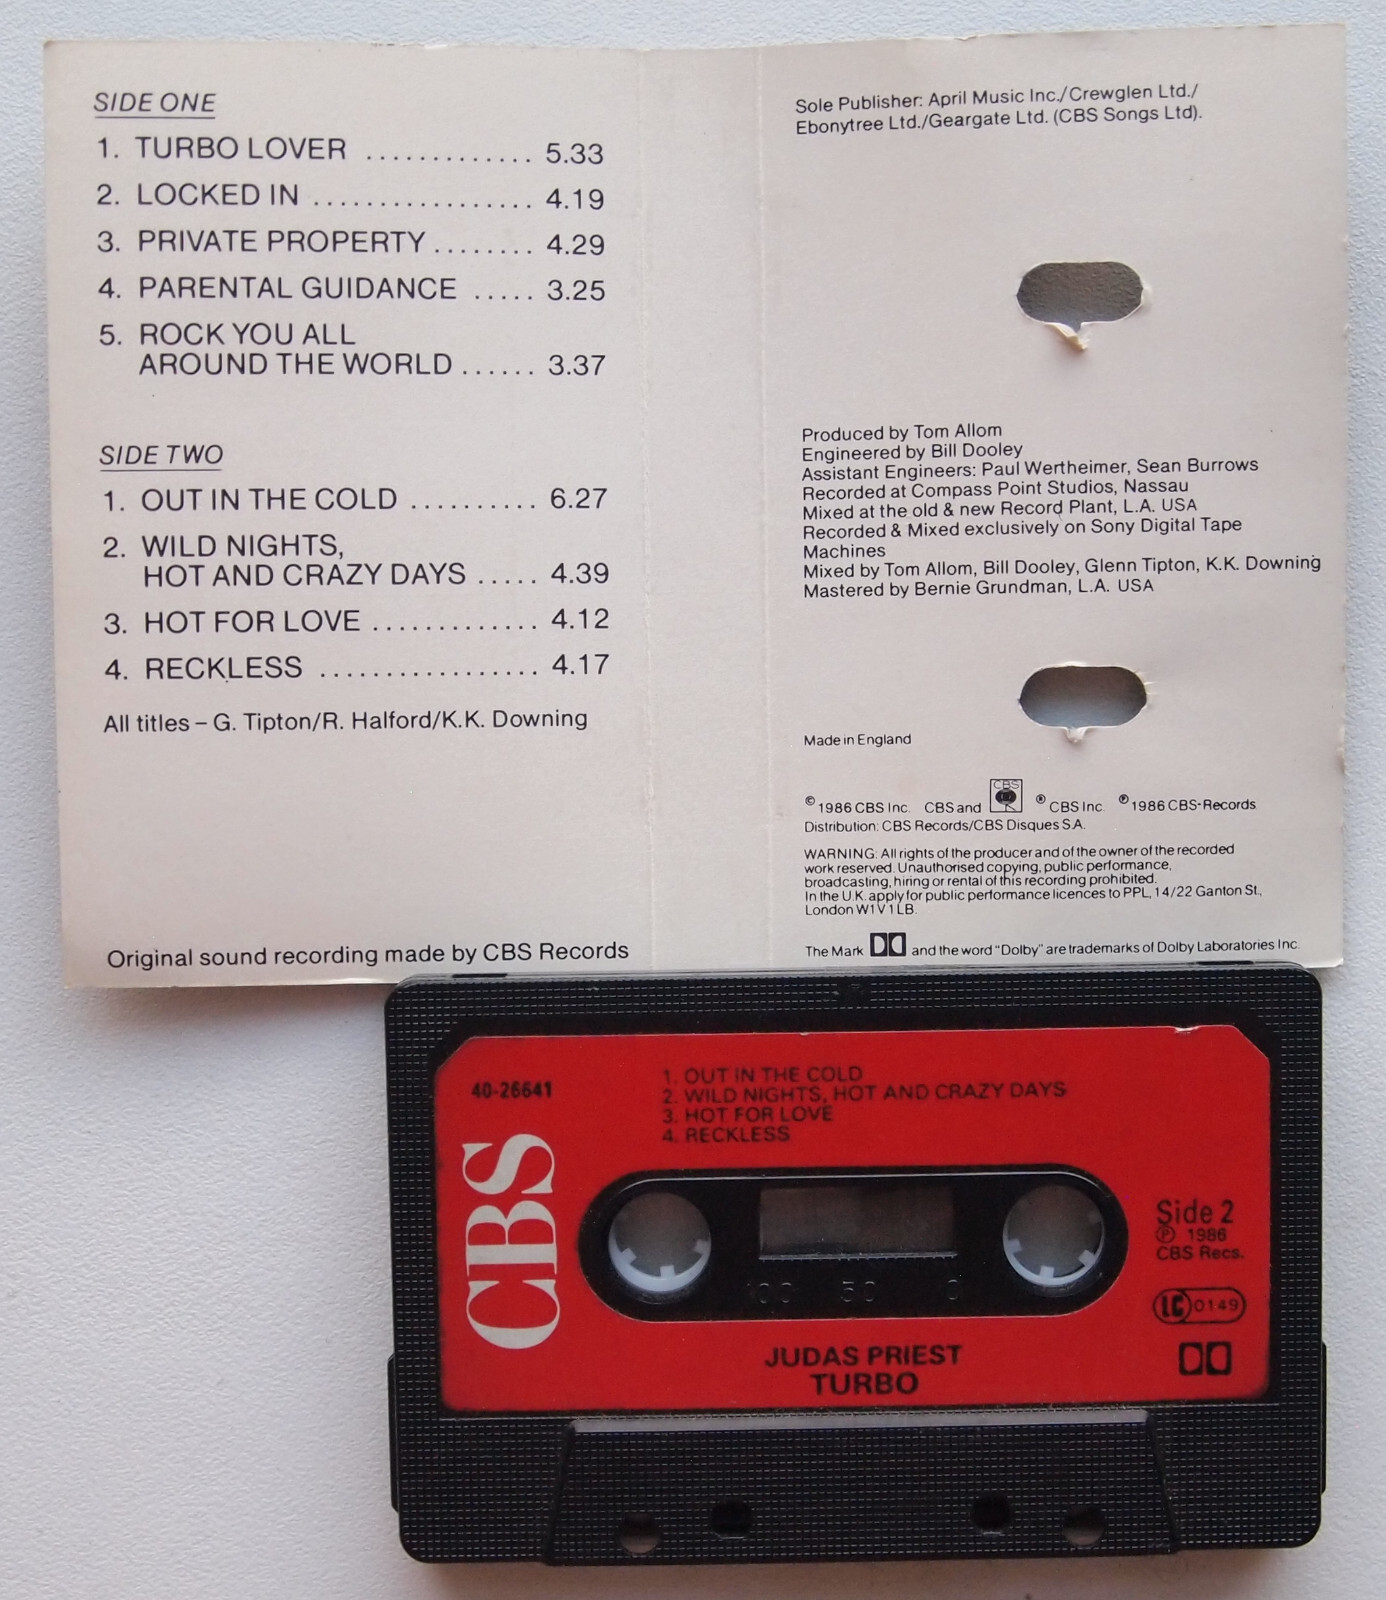 SIDE ONE
1. TURBO LOVER ............. 5.33
2. LOCKED IN ................. 4.19
3. PRIVATE PROPERTY ........ 4.29
4. PARENTAL GUIDANCE ..... 3.25
5. ROCK YOU ALL
AROUND THE WORLD ...... 3.37
SIDE TWO
1. OUT IN THE COLD .......... 6.27
2. WILD NIGHTS,
HOT AND CRAZY DAYS ..... 4.39
3. HOT FOR LOVE ............. 4.12
4. RECKLESS ................. 4.17
All titles – G. Tipton/R. Halford/K.K. Downing
Original sound recording made by CBS Records
Sole Publisher: April Music Inc./Crewglen Ltd./
Ebonytree Ltd./Geargate Ltd. (CBS Songs Ltd).
Produced by Tom Allom
Engineered by Bill Dooley
Assistant Engineers: Paul Wertheimer, Sean Burrows
Recorded at Compass Point Studios, Nassau
Mixed at the old & new Record Plant, L.A. USA
Recorded & Mixed exclusively on Sony Digital Tape
Machines
Mixed by Tom Allom, Bill Dooley, Glenn Tipton, K.K. Downing
Mastered by Bernie Grundman, L.A. USA
Made in England
© 1986 CBS Inc. CBS and CBS ® CBS Inc. ℗ 1986 CBS-Records
Distribution: CBS Records/CBS Disques S.A.
WARNING: All rights of the producer and of the owner of the recorded
work reserved. Unauthorised copying, public performance,
broadcasting, hiring or rental of this recording prohibited.
In the U.K. apply for public performance licences to PPL, 14/22 Ganton St.,
London W1V 1LB.
The Mark and the word "Dolby" are trademarks of Dolby Laboratories Inc.
40-26641
1. OUT IN THE COLD
2. WILD NIGHTS, HOT AND CRAZY DAYS
3. HOT FOR LOVE
4. RECKLESS
CBS
Side 2
℗ 1986
CBS Recs.
LC 0149
100 50 0
JUDAS PRIEST
TURBO